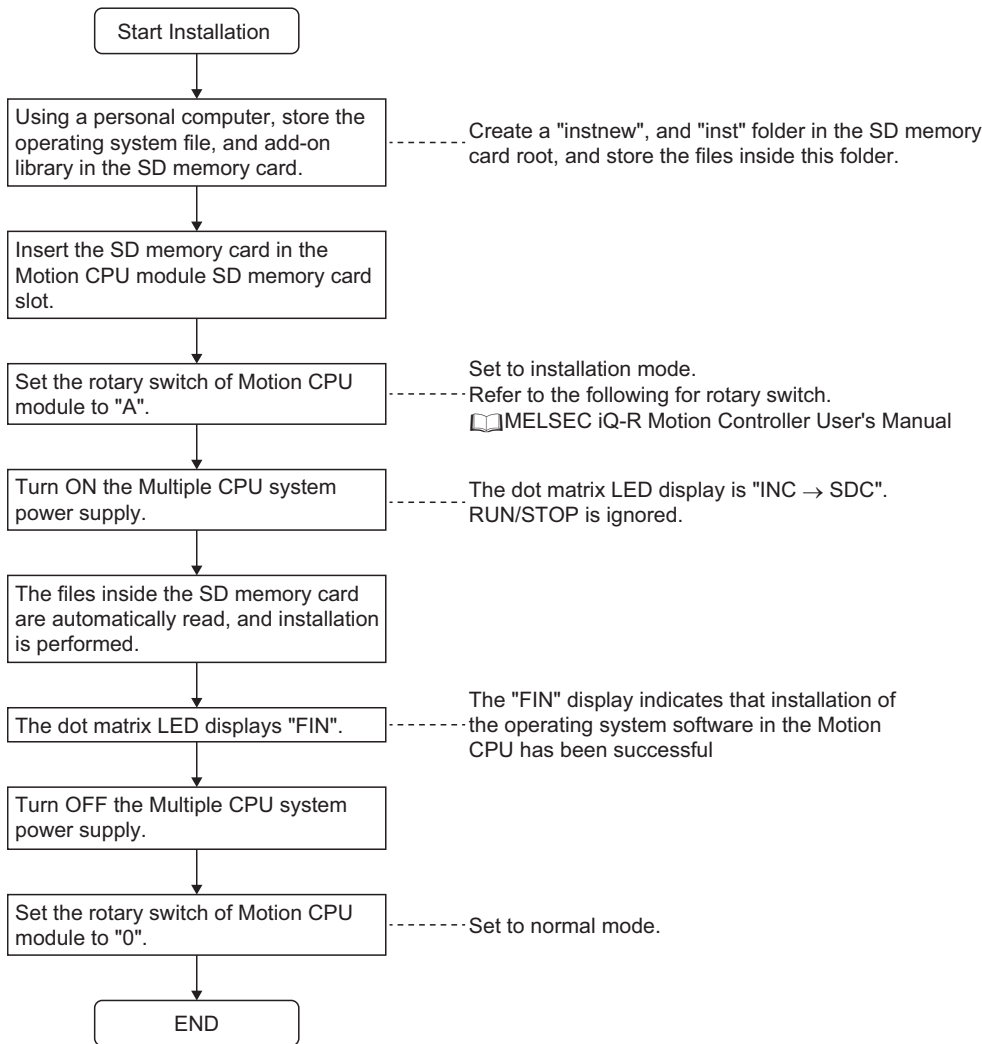 Start Installation
Using a personal computer, store the
operating system file, and add-on
library in the SD memory card.
Create a "instnew", and "inst" folder in the SD memory
card root, and store the files inside this folder.
Insert the SD memory card in the
Motion CPU module SD memory card
slot.
Set the rotary switch of Motion CPU
module to "A".
Set to installation mode.
Refer to the following for rotary switch.
MELSEC iQ-R Motion Controller User's Manual
Turn ON the Multiple CPU system
power supply.
The dot matrix LED display is "INC → SDC".
RUN/STOP is ignored.
The files inside the SD memory card
are automatically read, and installation
is performed.
The dot matrix LED displays "FIN".
The "FIN" display indicates that installation of
the operating system software in the Motion
CPU has been successful
Turn OFF the Multiple CPU system
power supply.
Set the rotary switch of Motion CPU
module to "0".
Set to normal mode.
END